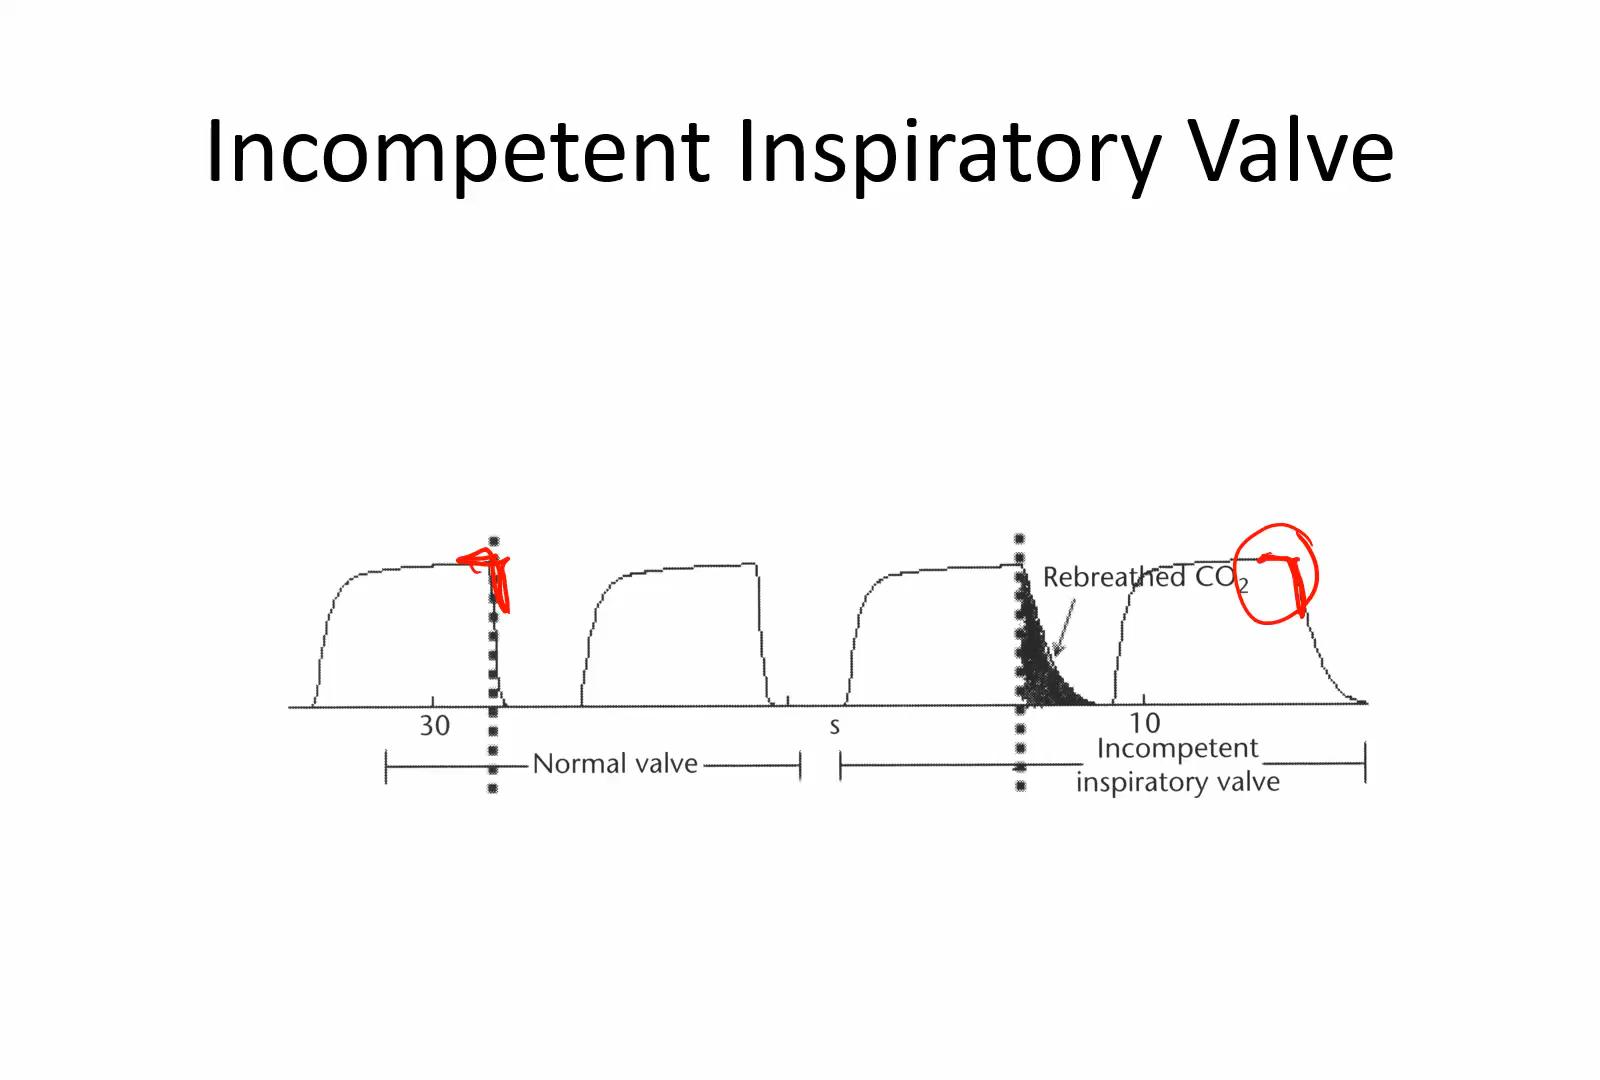 Incompetent Inspiratory Valve
Rebreathed CO₂
30
s
10
Normal valve
Incompetent
inspiratory valve